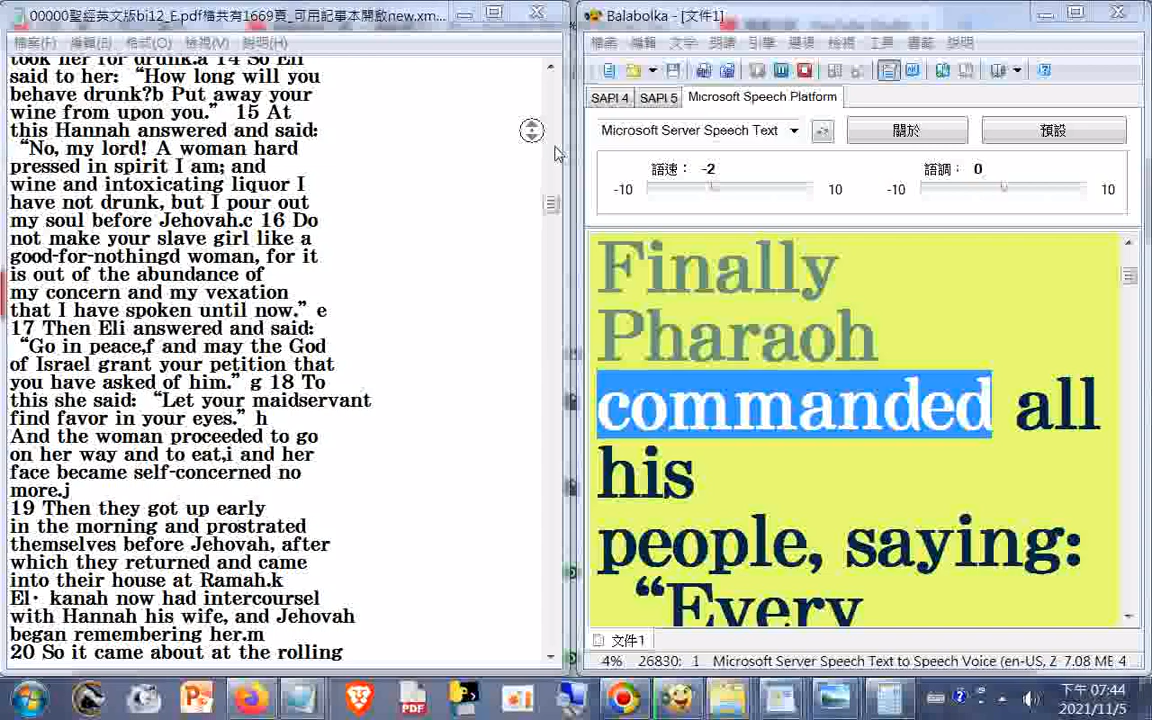 00000聖經英文版bi12_E.pdf檔共有1669頁_可用記事本開啟new.xm...
檔案(F) 編輯(E) 格式(O) 檢視(V) 說明(H)
took her for drunk.a 14 So Eli
said to her: “How long will you
behave drunk?b Put away your
wine from upon you.” 15 At
this Hannah answered and said:
“No, my lord! A woman hard
pressed in spirit I am; and
wine and intoxicating liquor I
have not drunk, but I pour out
my soul before Jehovah.c 16 Do
not make your slave girl like a
good-for-nothingd woman, for it
is out of the abundance of
my concern and my vexation
that I have spoken until now.” e
17 Then Eli answered and said:
“Go in peace,f and may the God
of Israel grant your petition that
you have asked of him.” g 18 To
this she said: “Let your maidservant
find favor in your eyes.” h
And the woman proceeded to go
on her way and to eat,i and her
face became self-concerned no
more.j
19 Then they got up early
in the morning and prostrated
themselves before Jehovah, after
which they returned and came
into their house at Ramah.k
El· kanah now had intercoursel
with Hannah his wife, and Jehovah
began remembering her.m
20 So it came about at the rolling
Balabolka - [文件1]
檔案 編輯 文字 朗讀 引擎 選項 檢視 工具 書籤 說明
SAPI 4 SAPI 5 Microsoft Speech Platform
Microsoft Server Speech Text 關於 預設
語速： -2 語調： 0
-10 10 -10 10
Finally
Pharaoh
commanded all
his
people, saying:
“Every
文件1
4% 26830: 1 Microsoft Server Speech Text to Speech Voice (en-US, Z 7.08 ME 4
PDF
下午 07:44
2021/11/5